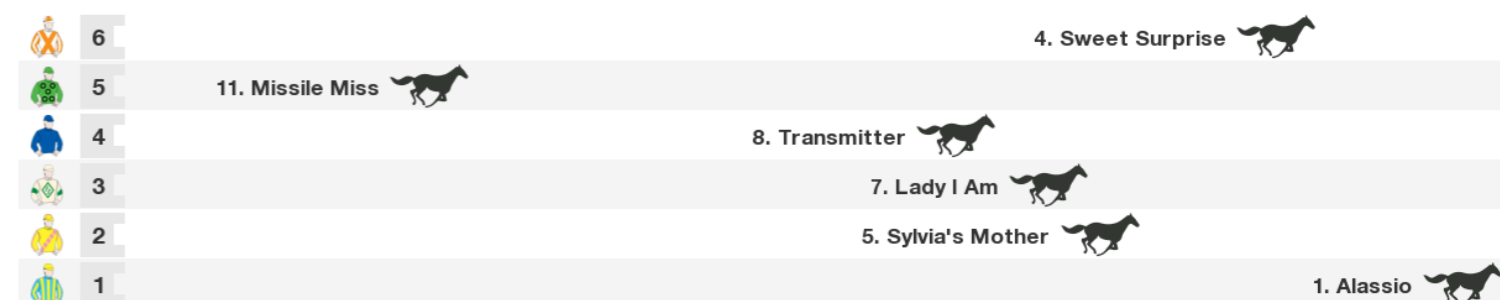 6 4. Sweet Surprise
5 11. Missile Miss
4 8. Transmitter
3 7. Lady I Am
2 5. Sylvia's Mother
1 1. Alassio